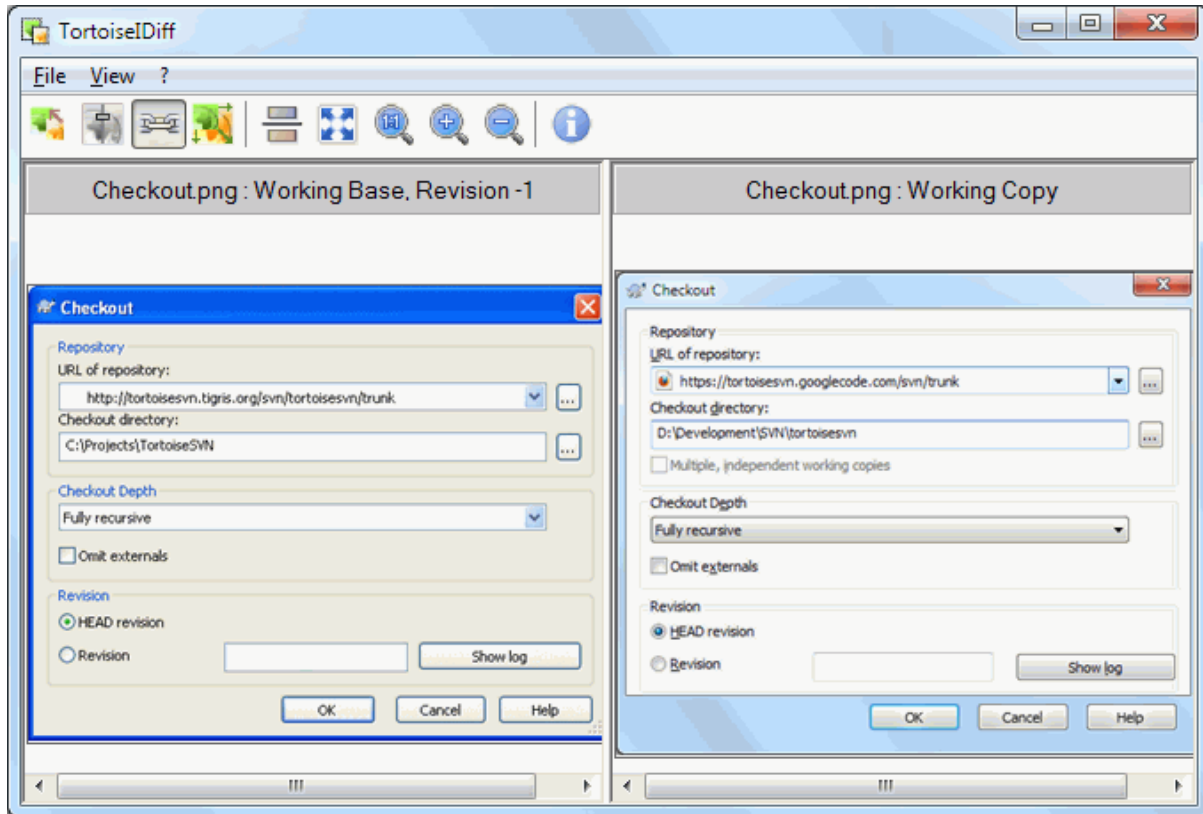 TortoiseIDiff
File View ?
Checkout.png : Working Base, Revision -1
Checkout
Repository
URL of repository:
http://tortoisesvn.tigris.org/svn/tortoisesvn/trunk
...
Checkout directory:
C:\Projects\TortoiseSVN
...
Checkout Depth
Fully recursive
Omit externals
Revision
HEAD revision
Revision
Show log
OK Cancel Help
Checkout.png : Working Copy
Checkout
Repository
URL of repository:
https://tortoisesvn.googlecode.com/svn/trunk
...
Checkout directory:
D:\Development\SVN\tortoisesvn
...
Multiple, independent working copies
Checkout Depth
Fully recursive
Omit externals
Revision
HEAD revision
Revision
Show log
OK Cancel Help